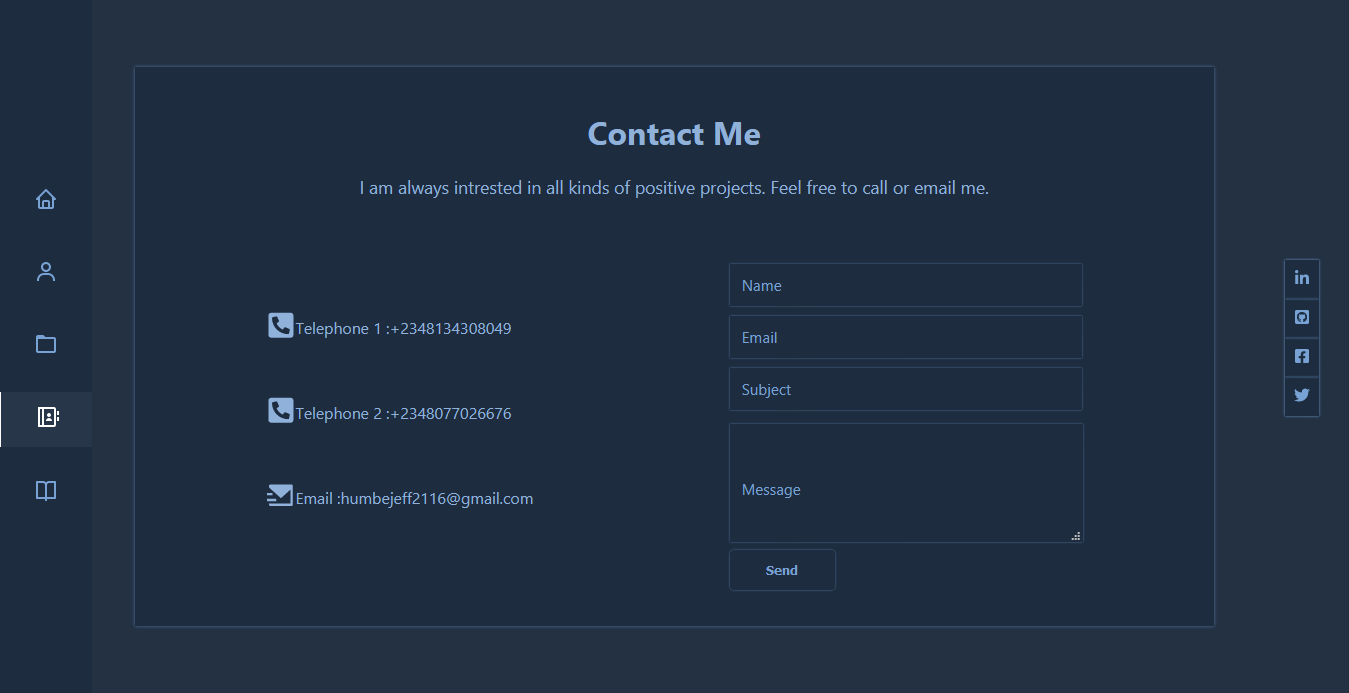 Contact Me
I am always intrested in all kinds of positive projects. Feel free to call or email me.
Telephone 1 :+2348134308049
Telephone 2 :+2348077026676
Email :humbejeff2116@gmail.com
Name
Email
Subject
Message
Send